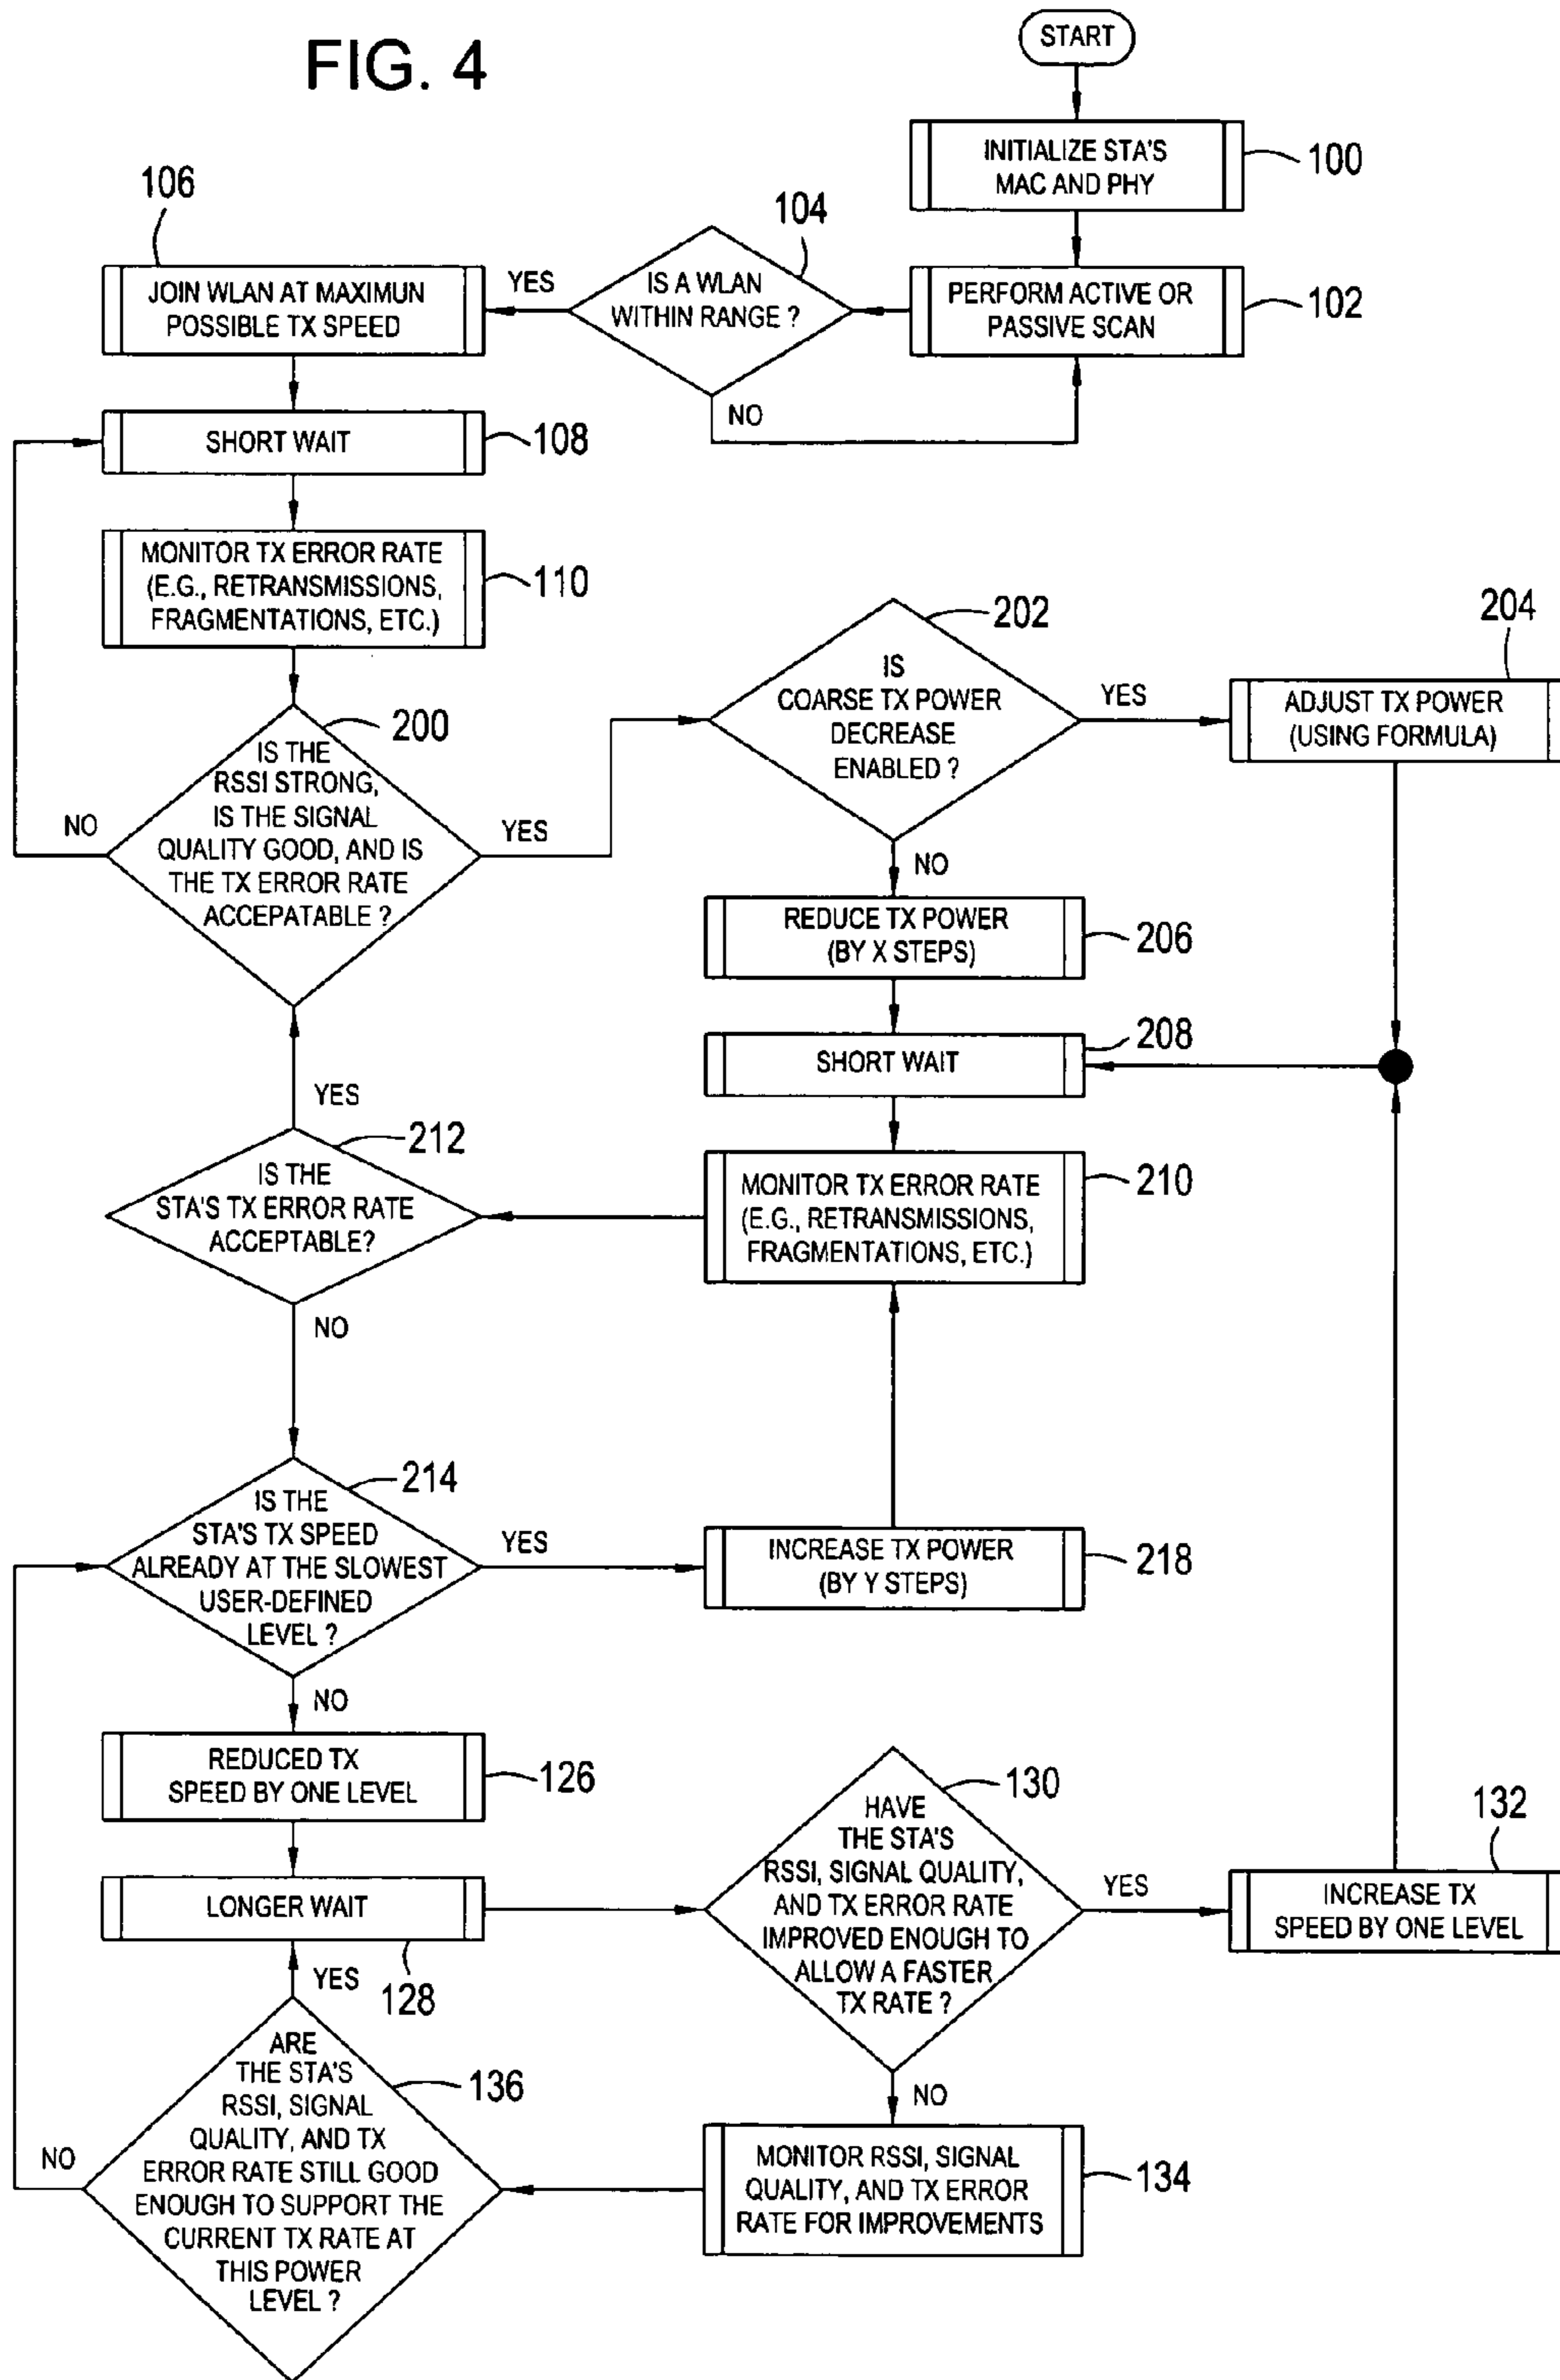 FIG. 4
START
INITIALIZE STA'S
MAC AND PHY
100
PERFORM ACTIVE OR
PASSIVE SCAN
102
104
IS A WLAN
WITHIN RANGE ?
YES
NO
106
JOIN WLAN AT MAXIMUN
POSSIBLE TX SPEED
SHORT WAIT
108
MONITOR TX ERROR RATE
(E.G., RETRANSMISSIONS,
FRAGMENTATIONS, ETC.)
110
200
IS THE
RSSI STRONG,
IS THE SIGNAL
QUALITY GOOD, AND IS
THE TX ERROR RATE
ACCEPATABLE ?
NO
YES
202
IS
COARSE TX POWER
DECREASE
ENABLED ?
YES
NO
204
ADJUST TX POWER
(USING FORMULA)
REDUCE TX POWER
(BY X STEPS)
206
SHORT WAIT
208
MONITOR TX ERROR RATE
(E.G., RETRANSMISSIONS,
FRAGMENTATIONS, ETC.)
210
YES
212
IS THE
STA'S TX ERROR RATE
ACCEPTABLE?
NO
214
IS THE
STA'S TX SPEED
ALREADY AT THE SLOWEST
USER-DEFINED
LEVEL ?
YES
NO
INCREASE TX POWER
(BY Y STEPS)
218
REDUCED TX
SPEED BY ONE LEVEL
126
LONGER WAIT
128
130
HAVE
THE STA'S
RSSI, SIGNAL QUALITY,
AND TX ERROR RATE
IMPROVED ENOUGH TO
ALLOW A FASTER
TX RATE ?
YES
NO
132
INCREASE TX
SPEED BY ONE LEVEL
MONITOR RSSI, SIGNAL
QUALITY, AND TX ERROR
RATE FOR IMPROVEMENTS
134
YES
136
ARE
THE STA'S
RSSI, SIGNAL
QUALITY, AND TX
ERROR RATE STILL GOOD
ENOUGH TO SUPPORT THE
CURRENT TX RATE AT
THIS POWER
LEVEL ?
NO